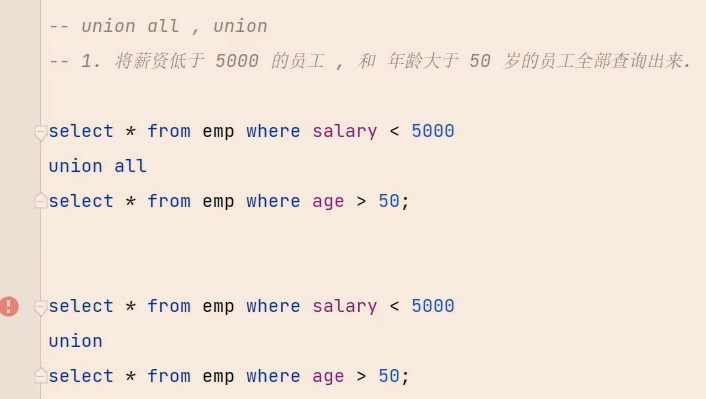 -- union all , union
-- 1. 将薪资低于 5000 的员工 , 和 年龄大于 50 岁的员工全部查询出来.
select * from emp where salary < 5000
union all
select * from emp where age > 50;
select * from emp where salary < 5000
union
select * from emp where age > 50;